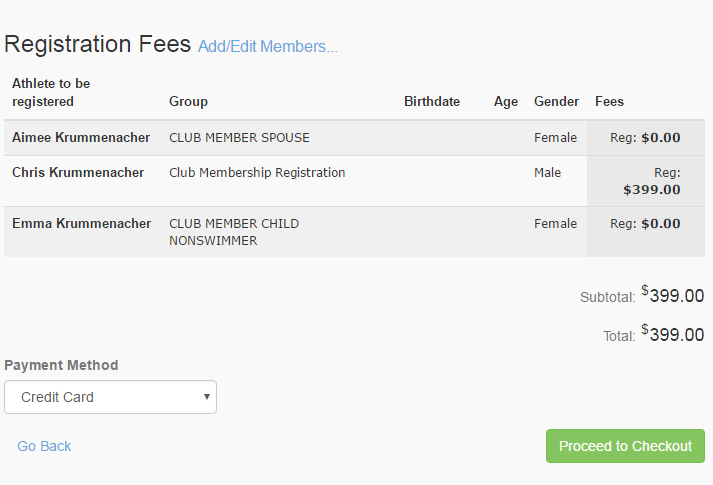 Registration Fees Add/Edit Members...
Athlete to be
registered Group Birthdate Age Gender Fees
Aimee Krummenacher CLUB MEMBER SPOUSE Female Reg: $0.00
Chris Krummenacher Club Membership Registration Male Reg:
$399.00
Emma Krummenacher CLUB MEMBER CHILD Female Reg: $0.00
NONSWIMMER
Subtotal: $399.00
Total: $399.00
Payment Method
Credit Card
Go Back Proceed to Checkout